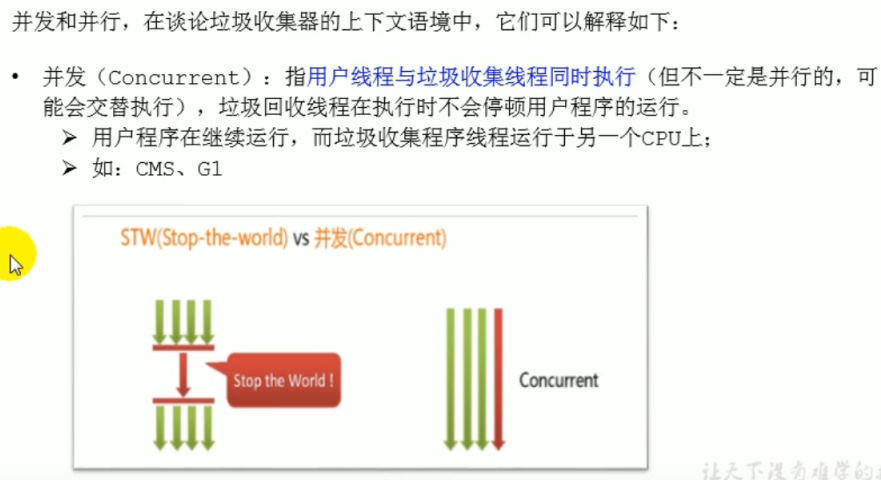 并发和并行，在谈论垃圾收集器的上下文语境中，它们可以解释如下：
• 并发（Concurrent）：指用户线程与垃圾收集线程同时执行（但不一定是并行的，可
能会交替执行），垃圾回收线程在执行时不会停顿用户程序的运行。
➢ 用户程序在继续运行，而垃圾收集程序线程运行于另一个CPU上；
➢ 如：CMS、G1
STW(Stop-the-world) vs 并发(Concurrent)
Stop the World !
Concurrent
让天下没有难学的